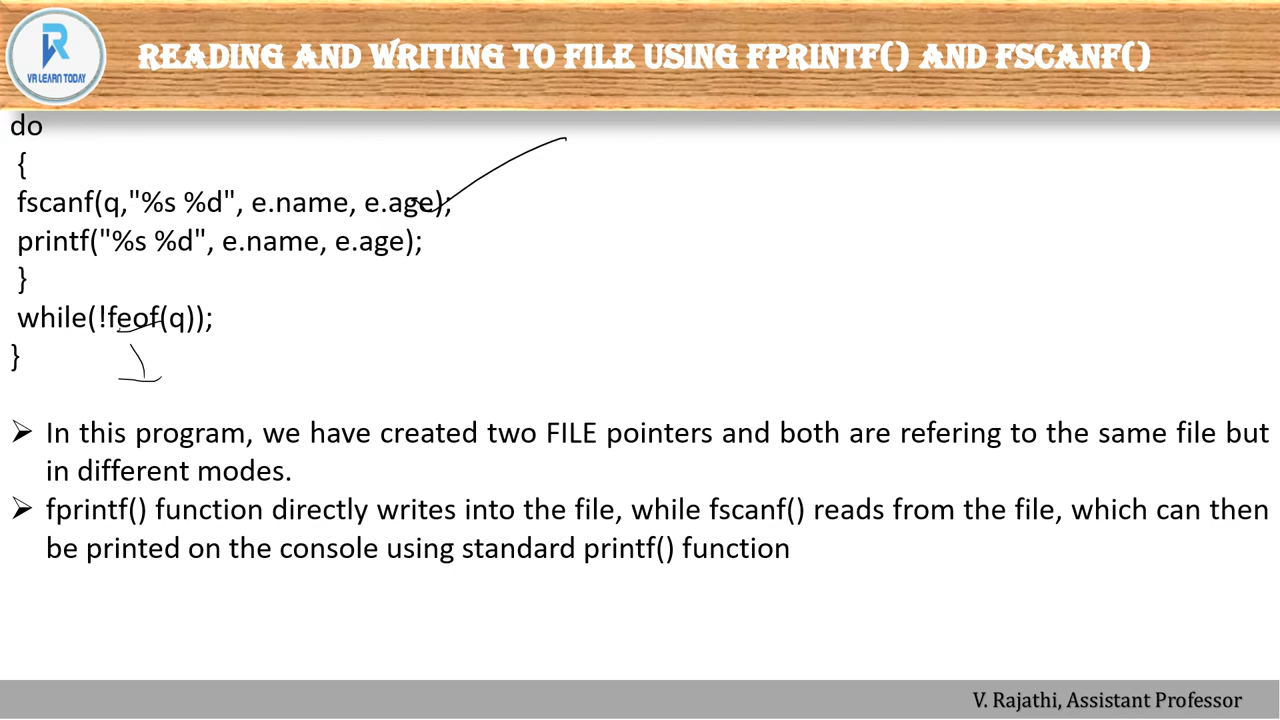 VR LEARN TODAY
READING AND WRITING TO FILE USING FPRINTF() AND FSCANF()
do
{
fscanf(q,"%s %d", e.name, e.age);
printf("%s %d", e.name, e.age);
}
while(!feof(q));
}
➢ In this program, we have created two FILE pointers and both are refering to the same file but
in different modes.
➢ fprintf() function directly writes into the file, while fscanf() reads from the file, which can then
be printed on the console using standard printf() function
V. Rajathi, Assistant Professor